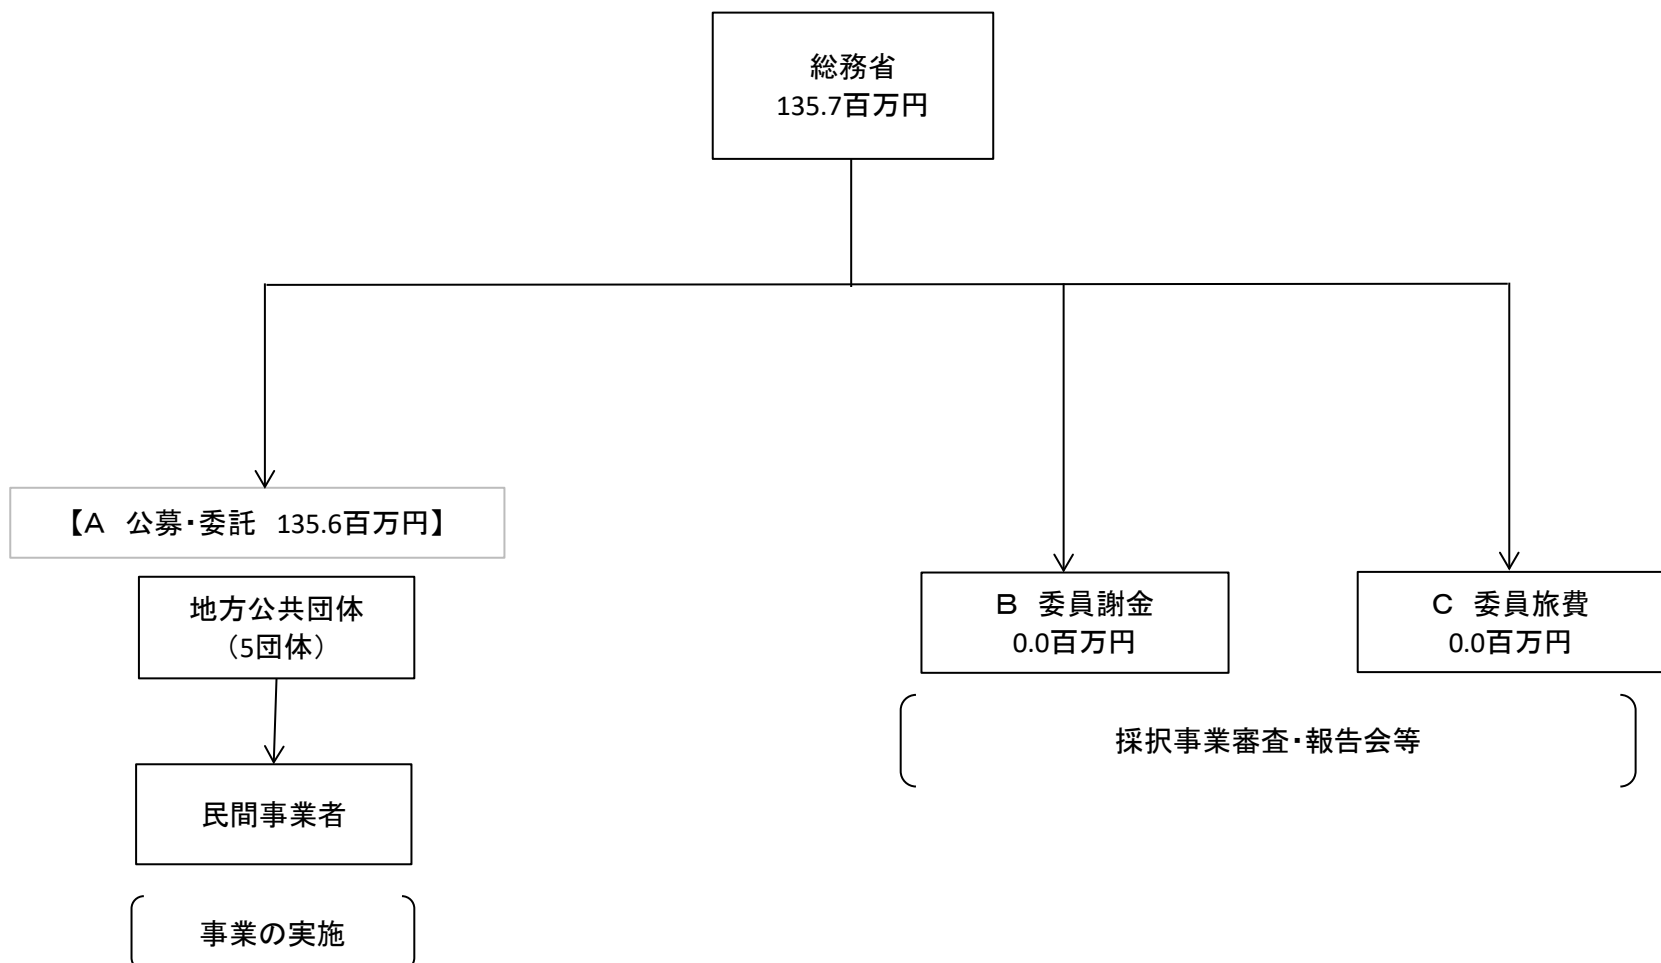 総務省
135.7百万円
【A　公募・委託　135.6百万円】
地方公共団体
（5団体）
民間事業者
事業の実施
B　委員謝金
0.0百万円
C　委員旅費
0.0百万円
採択事業審査・報告会等